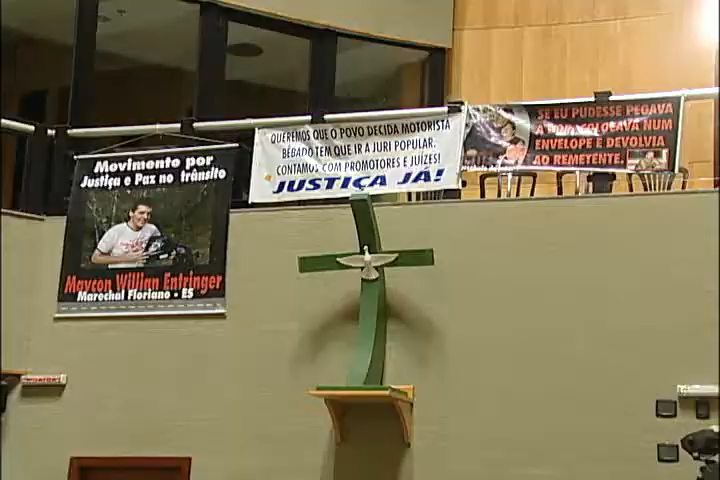 Movimento por
Justiça e Paz no trânsito
Maycon Willian Entringer
Marechal Floriano - ES
QUEREMOS QUE O POVO DECIDA MOTORISTA
BÊBADO TEM QUE IR A JURI POPULAR.
CONTAMOS COM PROMOTORES E JUÍZES!
JUSTIÇA JÁ!
SE EU PUDESSE PEGAVA
A DOR, COLOCAVA NUM
ENVELOPE E DEVOLVIA
AO REMETENTE.